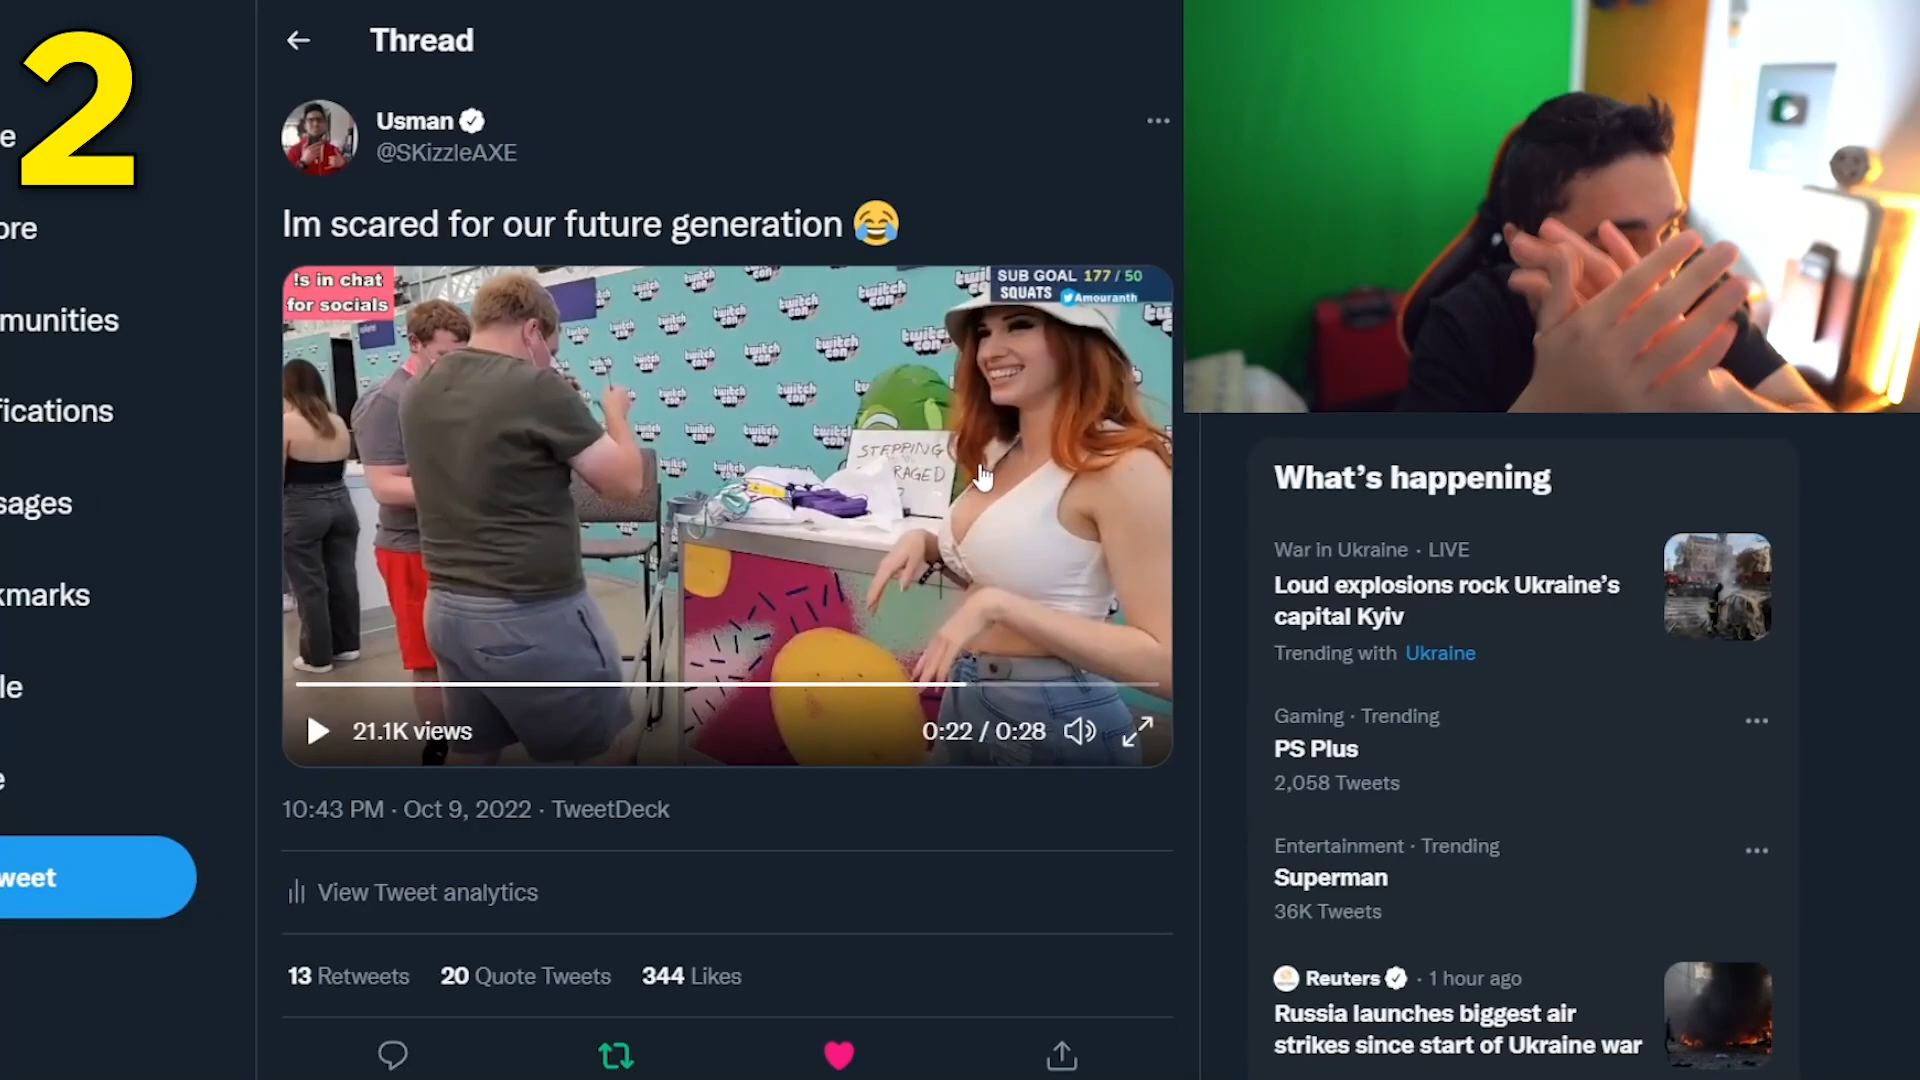 2
Thread
Usman
@SKizzleAXE
Im scared for our future generation
!s in chat
for socials
SUB GOAL 177 / 50
SQUATS
Amouranth
twitch
con
STEPPING
RAGED
21.1K views
0:22 / 0:28
10:43 PM · Oct 9, 2022 · TweetDeck
View Tweet analytics
13 Retweets 20 Quote Tweets 344 Likes
e
ore
munities
fications
sages
kmarks
le
e
weet
What's happening
War in Ukraine · LIVE
Loud explosions rock Ukraine's
capital Kyiv
Trending with Ukraine
Gaming · Trending
PS Plus
2,058 Tweets
Entertainment · Trending
Superman
36K Tweets
Reuters · 1 hour ago
Russia launches biggest air
strikes since start of Ukraine war